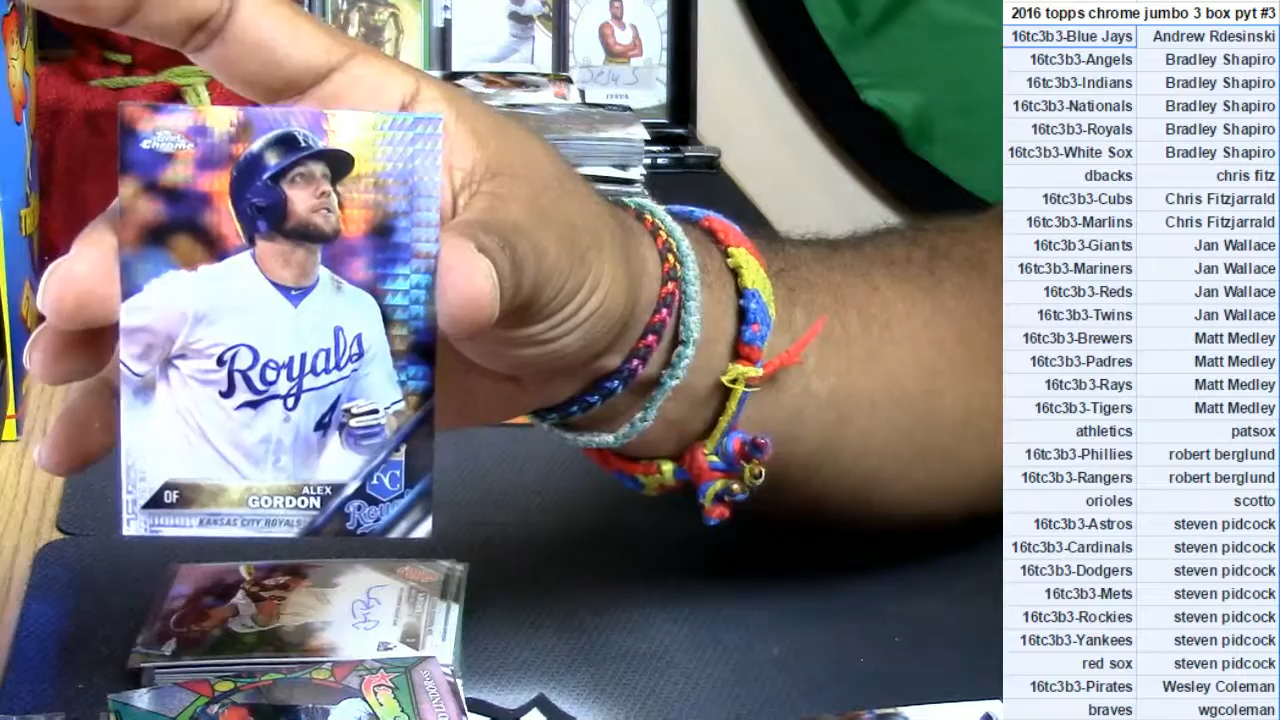 2016 topps chrome jumbo 3 box pyt #3
16tc3b3-Blue Jays Andrew Rdesinski
16tc3b3-Angels Bradley Shapiro
16tc3b3-Indians Bradley Shapiro
16tc3b3-Nationals Bradley Shapiro
16tc3b3-Royals Bradley Shapiro
16tc3b3-White Sox Bradley Shapiro
dbacks chris fitz
16tc3b3-Cubs Chris Fitzjarrald
16tc3b3-Marlins Chris Fitzjarrald
16tc3b3-Giants Jan Wallace
16tc3b3-Mariners Jan Wallace
16tc3b3-Reds Jan Wallace
16tc3b3-Twins Jan Wallace
16tc3b3-Brewers Matt Medley
16tc3b3-Padres Matt Medley
16tc3b3-Rays Matt Medley
16tc3b3-Tigers Matt Medley
athletics patsox
16tc3b3-Phillies robert berglund
16tc3b3-Rangers robert berglund
orioles scotto
16tc3b3-Astros steven pidcock
16tc3b3-Cardinals steven pidcock
16tc3b3-Dodgers steven pidcock
16tc3b3-Mets steven pidcock
16tc3b3-Rockies steven pidcock
16tc3b3-Yankees steven pidcock
red sox steven pidcock
16tc3b3-Pirates Wesley Coleman
braves wgcoleman
Chrome
Royals
4
OF
ALEX
GORDON
KANSAS CITY ROYALS
KC